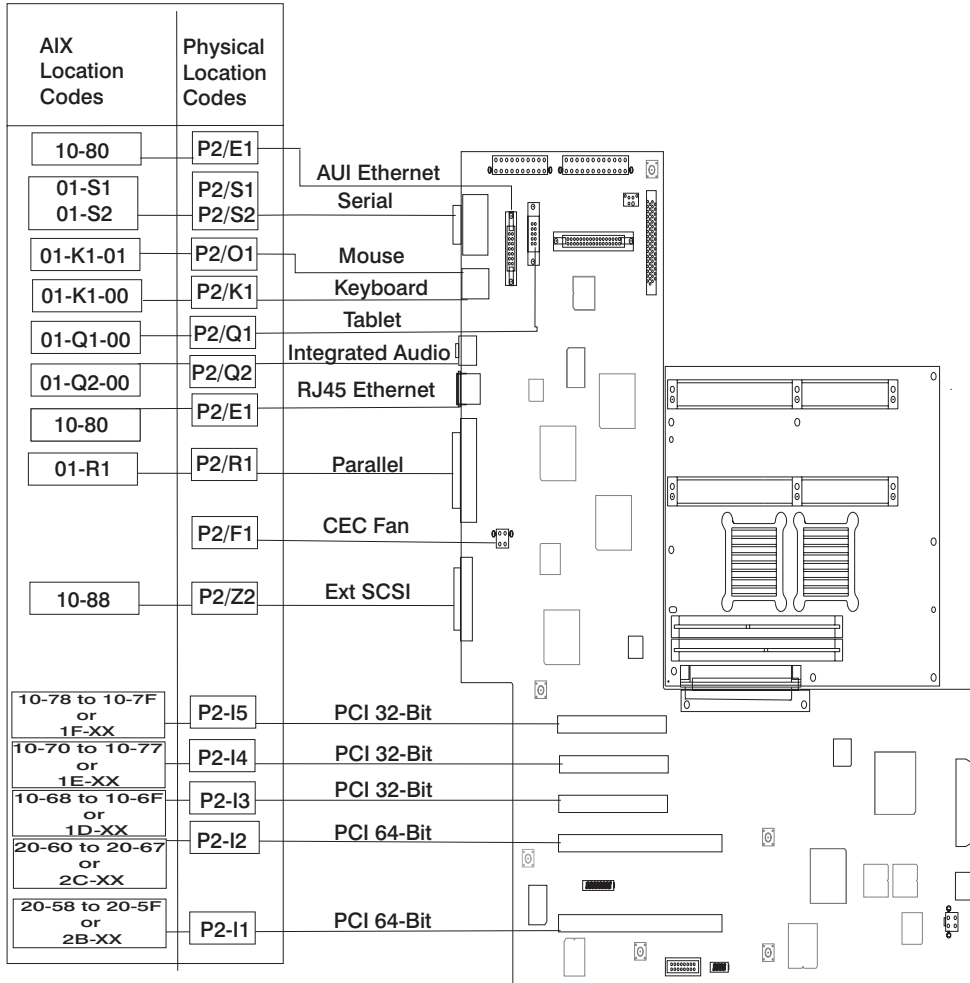 AIX
Location
Codes
Physical
Location
Codes
10-80
P2/E1
AUI Ethernet
01-S1
01-S2
P2/S1
P2/S2
Serial
01-K1-01
P2/O1
Mouse
01-K1-00
P2/K1
Keyboard
01-Q1-00
P2/Q1
Tablet
01-Q2-00
P2/Q2
Integrated Audio
10-80
P2/E1
RJ45 Ethernet
01-R1
P2/R1
Parallel
P2/F1
CEC Fan
10-88
P2/Z2
Ext SCSI
10-78 to 10-7F
or
1F-XX
P2-I5
PCI 32-Bit
10-70 to 10-77
or
1E-XX
P2-I4
PCI 32-Bit
10-68 to 10-6F
or
1D-XX
P2-I3
PCI 32-Bit
20-60 to 20-67
or
2C-XX
P2-I2
PCI 64-Bit
20-58 to 20-5F
or
2B-XX
P2-I1
PCI 64-Bit